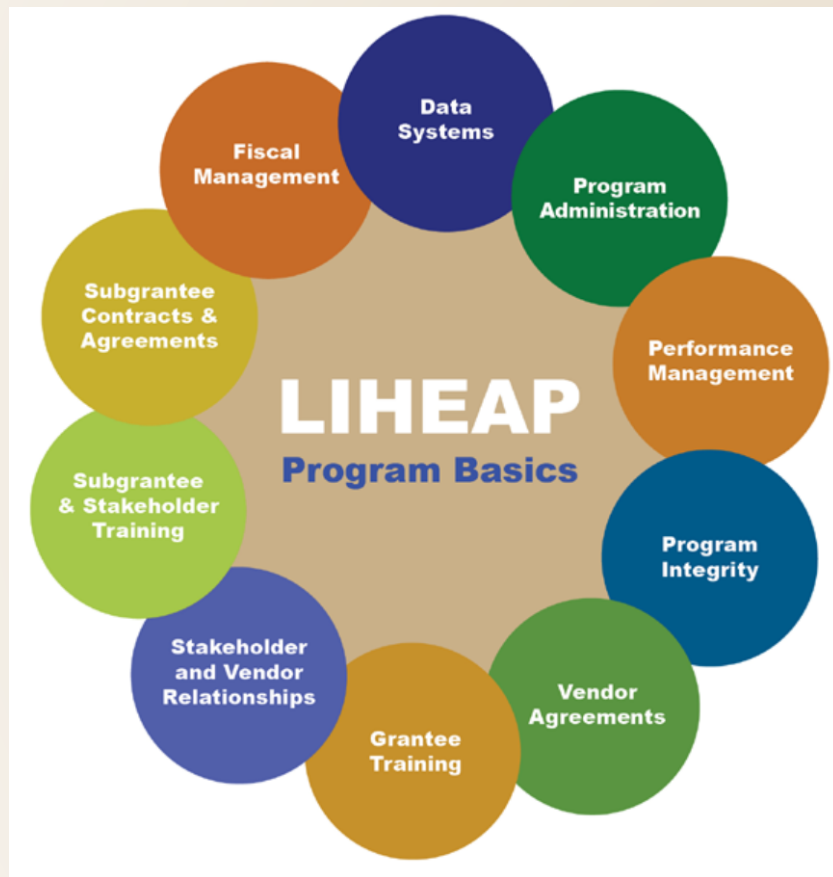 Data
Systems
Program
Administration
Performance
Management
Program
Integrity
Vendor
Agreements
Grantee
Training
Stakeholder
and Vendor
Relationships
Subgrantee
& Stakeholder
Training
Subgrantee
Contracts &
Agreements
Fiscal
Management
LIHEAP
Program Basics